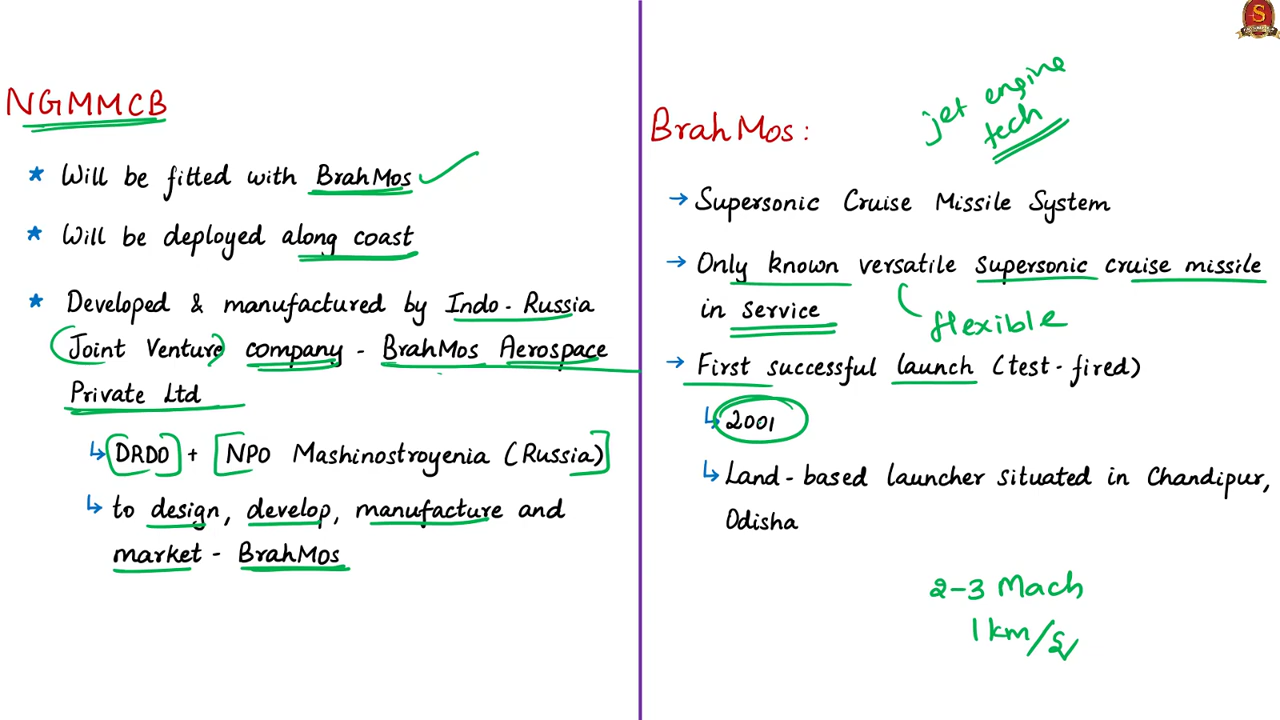 NGMMCB
* Will be fitted with BrahMos ✓
* Will be deployed along coast
* Developed & manufactured by Indo-Russia
(Joint Venture) company - BrahMos Aerospace
Private Ltd
↳ [DRDO] + [NPO Mashinostroyenia (Russia)]
↳ to design, develop, manufacture and
market - BrahMos
jet engine
tech
BrahMos:
→ Supersonic Cruise Missile System
→ Only known versatile supersonic cruise missile
in service
flexible
→ First successful launch (test-fired)
↳ 2001
↳ Land-based launcher situated in Chandipur,
Odisha
2-3 Mach
1 km/s
S